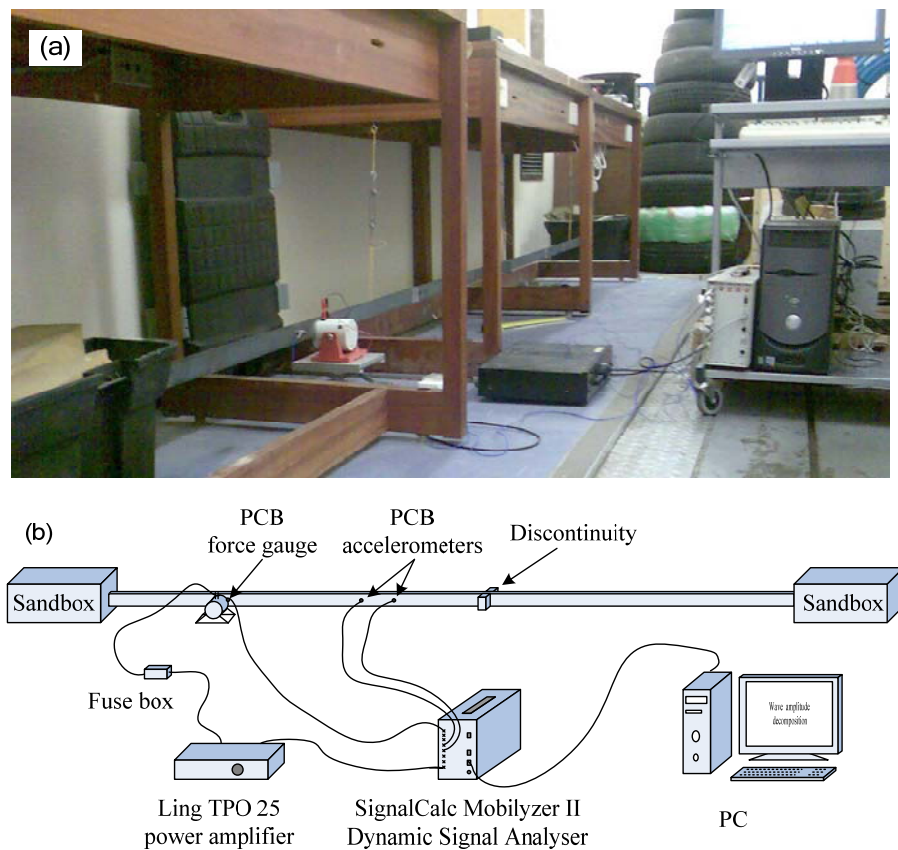 (a)
(b)
PCB
force gauge
PCB
accelerometers
Discontinuity
Sandbox
Sandbox
Fuse box
Wave amplitude
decomposition
Ling TPO 25
power amplifier
SignalCalc Mobilyzer II
Dynamic Signal Analyser
PC